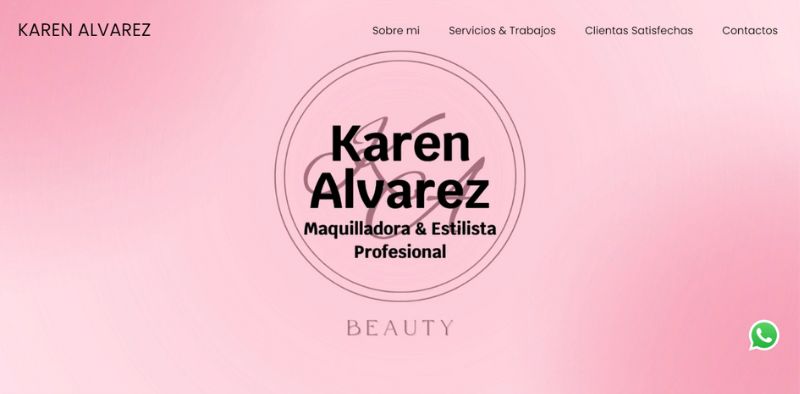 KAREN ALVAREZ
Sobre mi
Servicios & Trabajos
Clientas Satisfechas
Contactos
KA
Karen
Alvarez
Maquilladora & Estilista
Profesional
BEAUTY